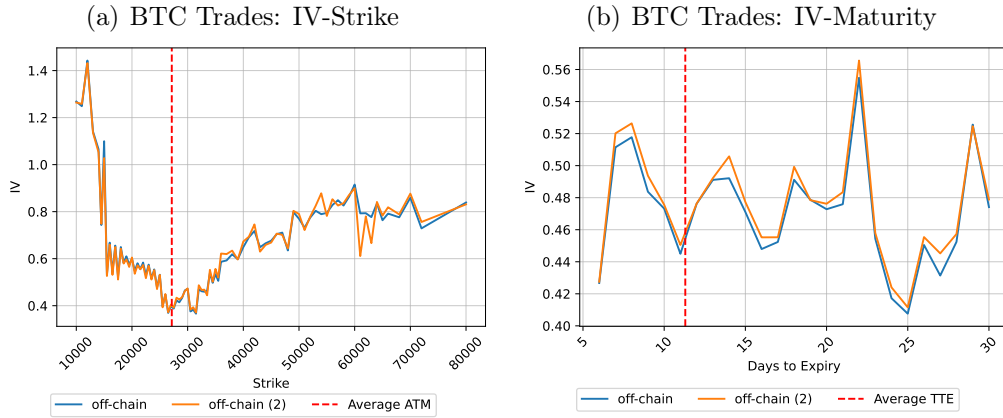 (a) BTC Trades: IV-Strike
1.4
1.2
1.0
0.8
0.6
0.4
IV
10000
20000
30000
40000
50000
60000
70000
80000
Strike
off-chain
off-chain (2)
Average ATM
(b) BTC Trades: IV-Maturity
0.56
0.54
0.52
0.50
0.48
0.46
0.44
0.42
0.40
IV
5
10
15
20
25
30
Days to Expiry
off-chain
off-chain (2)
Average TTE